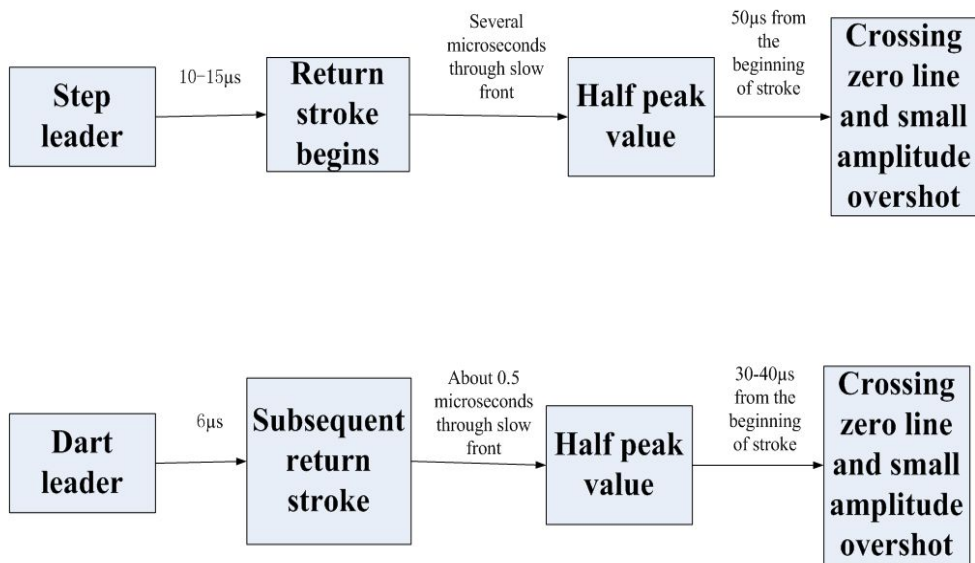 Step
leader
10-15µs
Return
stroke
begins
Several
microseconds
through slow
front
Half peak
value
50µs from
the
beginning
of stroke
Crossing
zero line
and small
amplitude
overshot
Dart
leader
6µs
Subsequent
return
stroke
About 0.5
microseconds
through slow
front
Half peak
value
30-40µs
from the
beginning
of stroke
Crossing
zero line
and small
amplitude
overshot